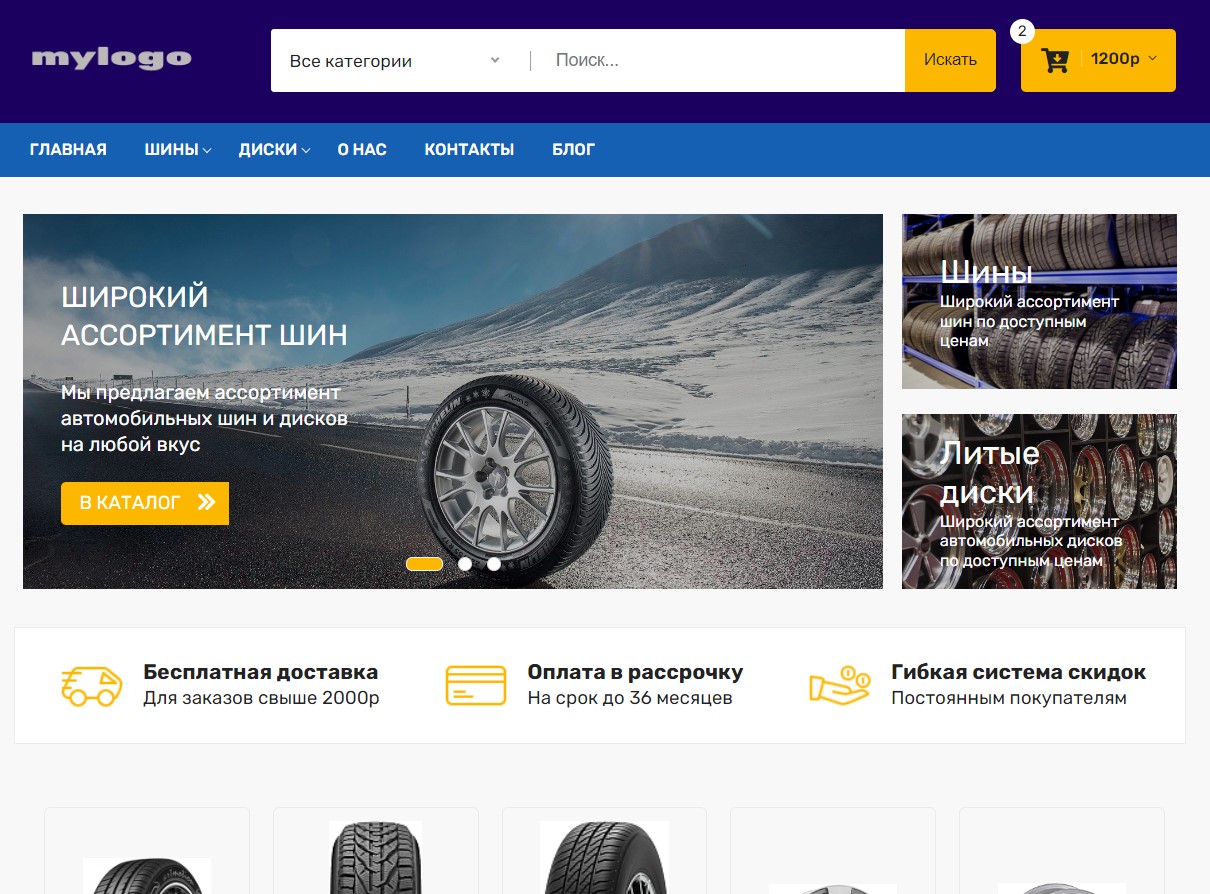 mylogo
Все категории
Поиск...
Искать
2
1200р
ГЛАВНАЯ
ШИНЫ
ДИСКИ
О НАС
КОНТАКТЫ
БЛОГ
ШИРОКИЙ
АССОРТИМЕНТ ШИН
Мы предлагаем ассортимент
автомобильных шин и дисков
на любой вкус
В КАТАЛОГ
Шины
Широкий ассортимент
шин по доступным
ценам
Литые
диски
Широкий ассортимент
автомобильных дисков
по доступным ценам
Бесплатная доставка
Для заказов свыше 2000р
Оплата в рассрочку
На срок до 36 месяцев
Гибкая система скидок
Постоянным покупателям